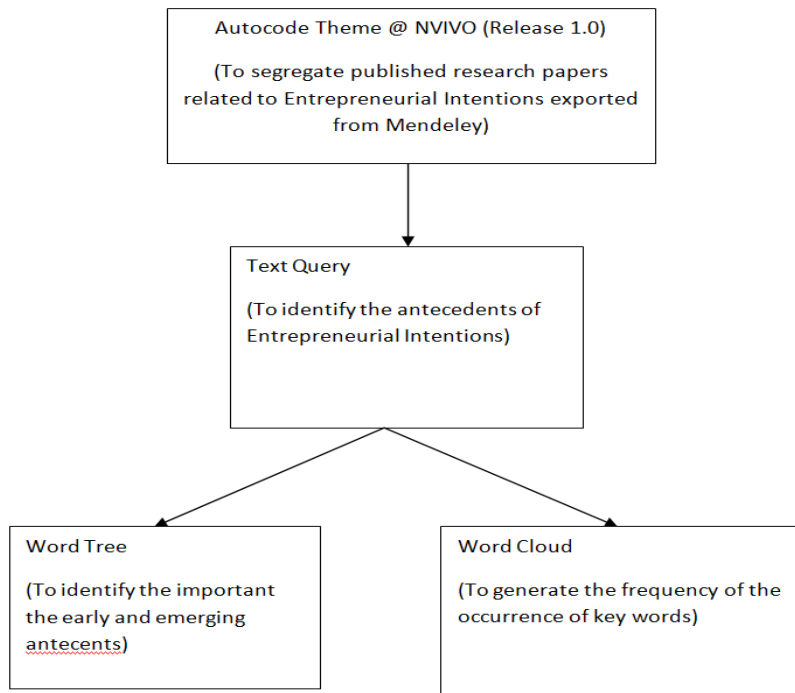 Autocode Theme @ NVIVO (Release 1.0)
(To segregate published research papers
related to Entrepreneurial Intentions exported
from Mendeley)
Text Query
(To identify the antecedents of
Entrepreneurial Intentions)
Word Tree
(To identify the important
the early and emerging
antecents)
Word Cloud
(To generate the frequency of the
occurrence of key words)